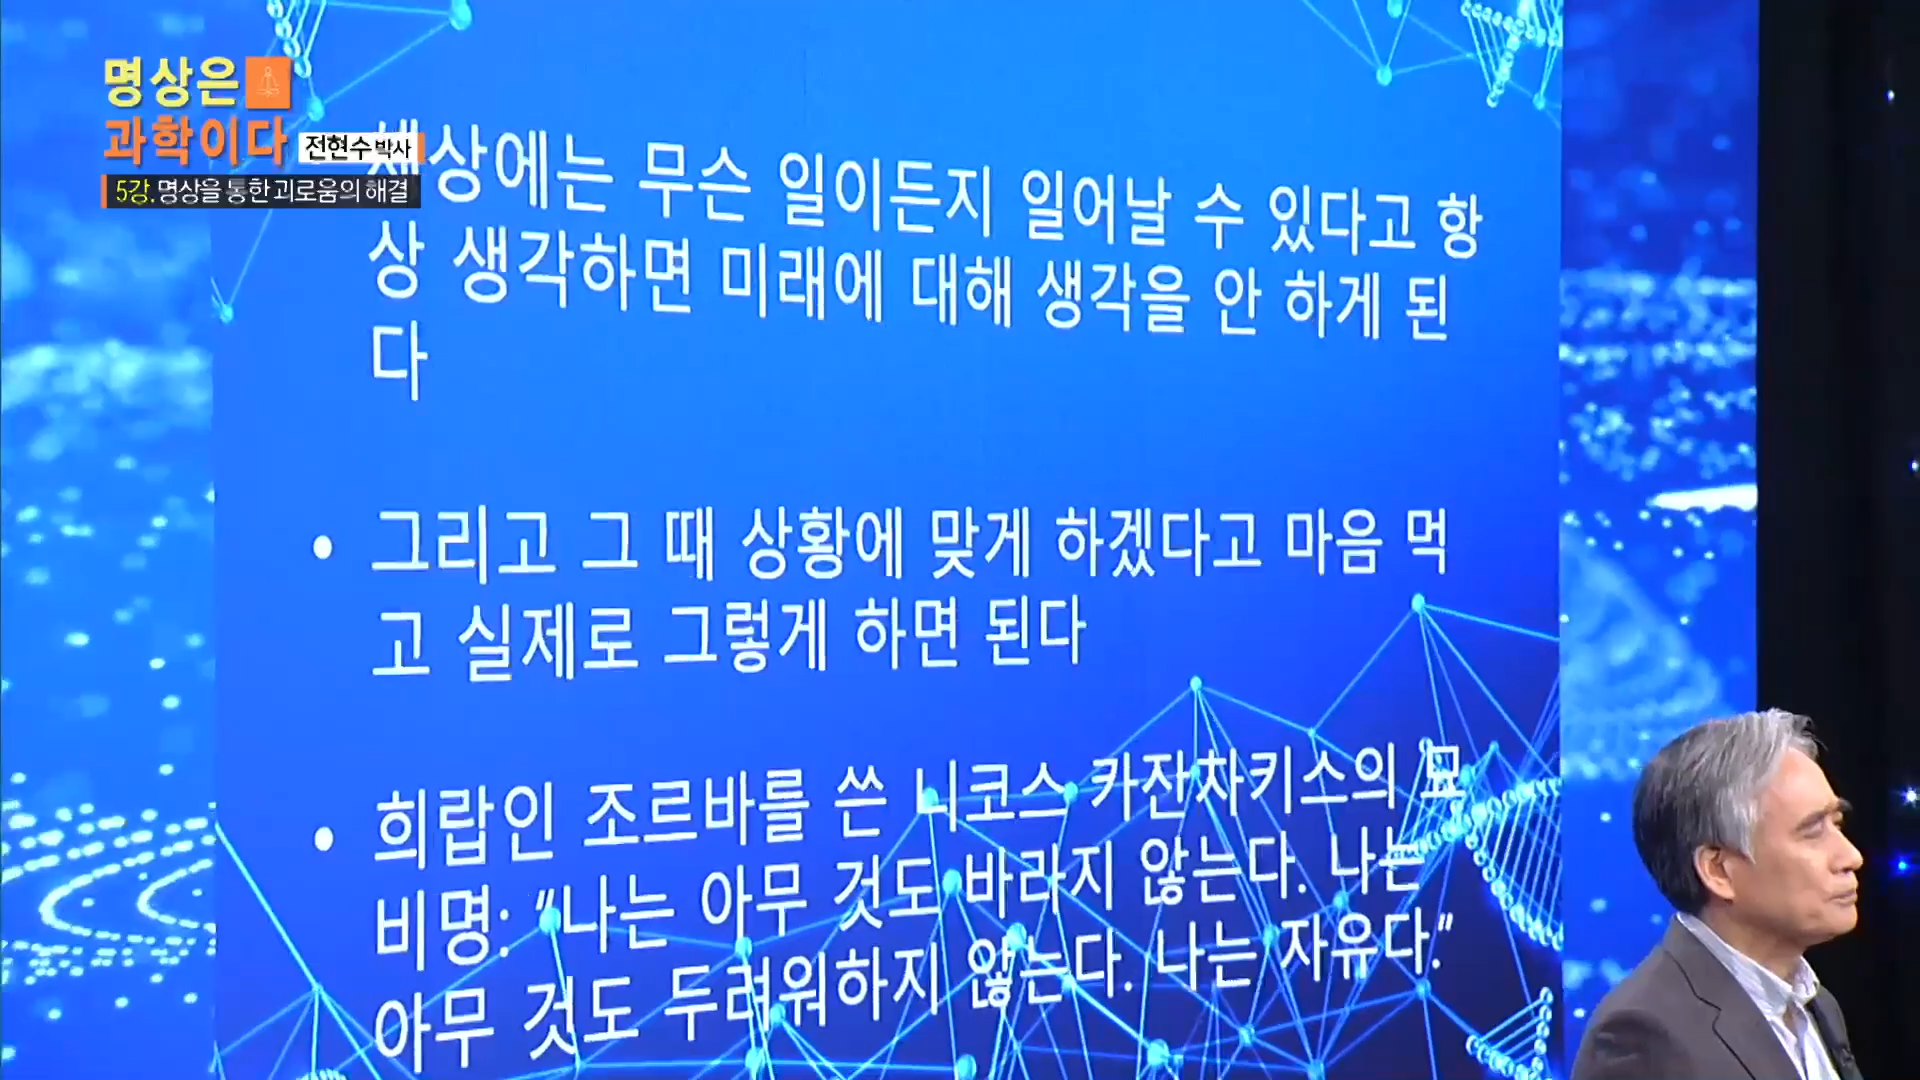 명상은
과학이다 전현수 박사
5강. 명상을 통한 괴로움의 해결
세상에는 무슨 일이든지 일어날 수 있다고 항
상 생각하면 미래에 대해 생각을 안 하게 된
다
• 그리고 그 때 상황에 맞게 하겠다고 마음 먹
고 실제로 그렇게 하면 된다
• 희랍인 조르바를 쓴 니코스 카잔차키스의 묘
비명: “나는 아무 것도 바라지 않는다. 나는
아무 것도 두려워하지 않는다. 나는 자유다.”